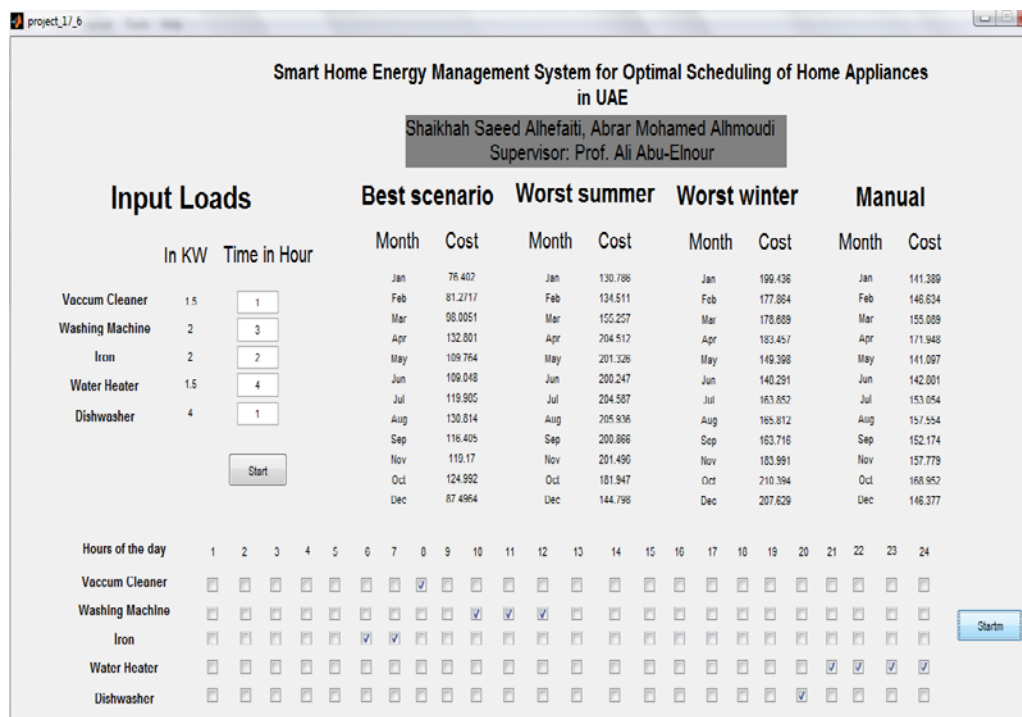 project_17_6
Smart Home Energy Management System for Optimal Scheduling of Home Appliances
in UAE
Shaikhah Saeed Alhefaiti, Abrar Mohamed Alhmoudi
Supervisor: Prof. Ali Abu-Elnour
Input Loads Best scenario Worst summer Worst winter Manual
In KW Time in Hour Month Cost Month Cost Month Cost Month Cost
Jan 76.402 Jan 130.786 Jan 199.436 Jan 141.389
Vaccum Cleaner 1.5 1 Feb 81.2717 Feb 134.511 Feb 177.864 Feb 146.634
Mar 98.0051 Mar 155.257 Mar 178.689 Mar 155.089
Washing Machine 2 3 Apr 132.801 Apr 204.512 Apr 183.457 Apr 171.948
Iron 2 2 May 109.764 May 201.326 May 149.398 May 141.097
Water Heater 1.5 4 Jun 109.048 Jun 200.247 Jun Jun
Jul 119.905 Jul 204.587 Jul 163.852 Jul 153.054
Dishwasher 4 1 Aug 130.814 Aug 205.936 Aug 165.812 Aug 157.554
Sep 116.405 Sep 200.866 Sep 163.716 Sep 152.174
Start Nov 119.17 Nov 201.496 Nov 183.991 Nov 157.779
Oct 124.992 Oct 181.947 Oct 210.394 Oct 168.952
Dec 87.4964 Dec 144.798 Dec 207.629 Dec 146.377
Hours of the day 1 2 3 4 5 6 7 8 9 10 11 12 13 14 15 16 17 18 19 20 21 22 23 24
Vaccum Cleaner
Washing Machine
Startm
Iron
Water Heater
Dishwasher